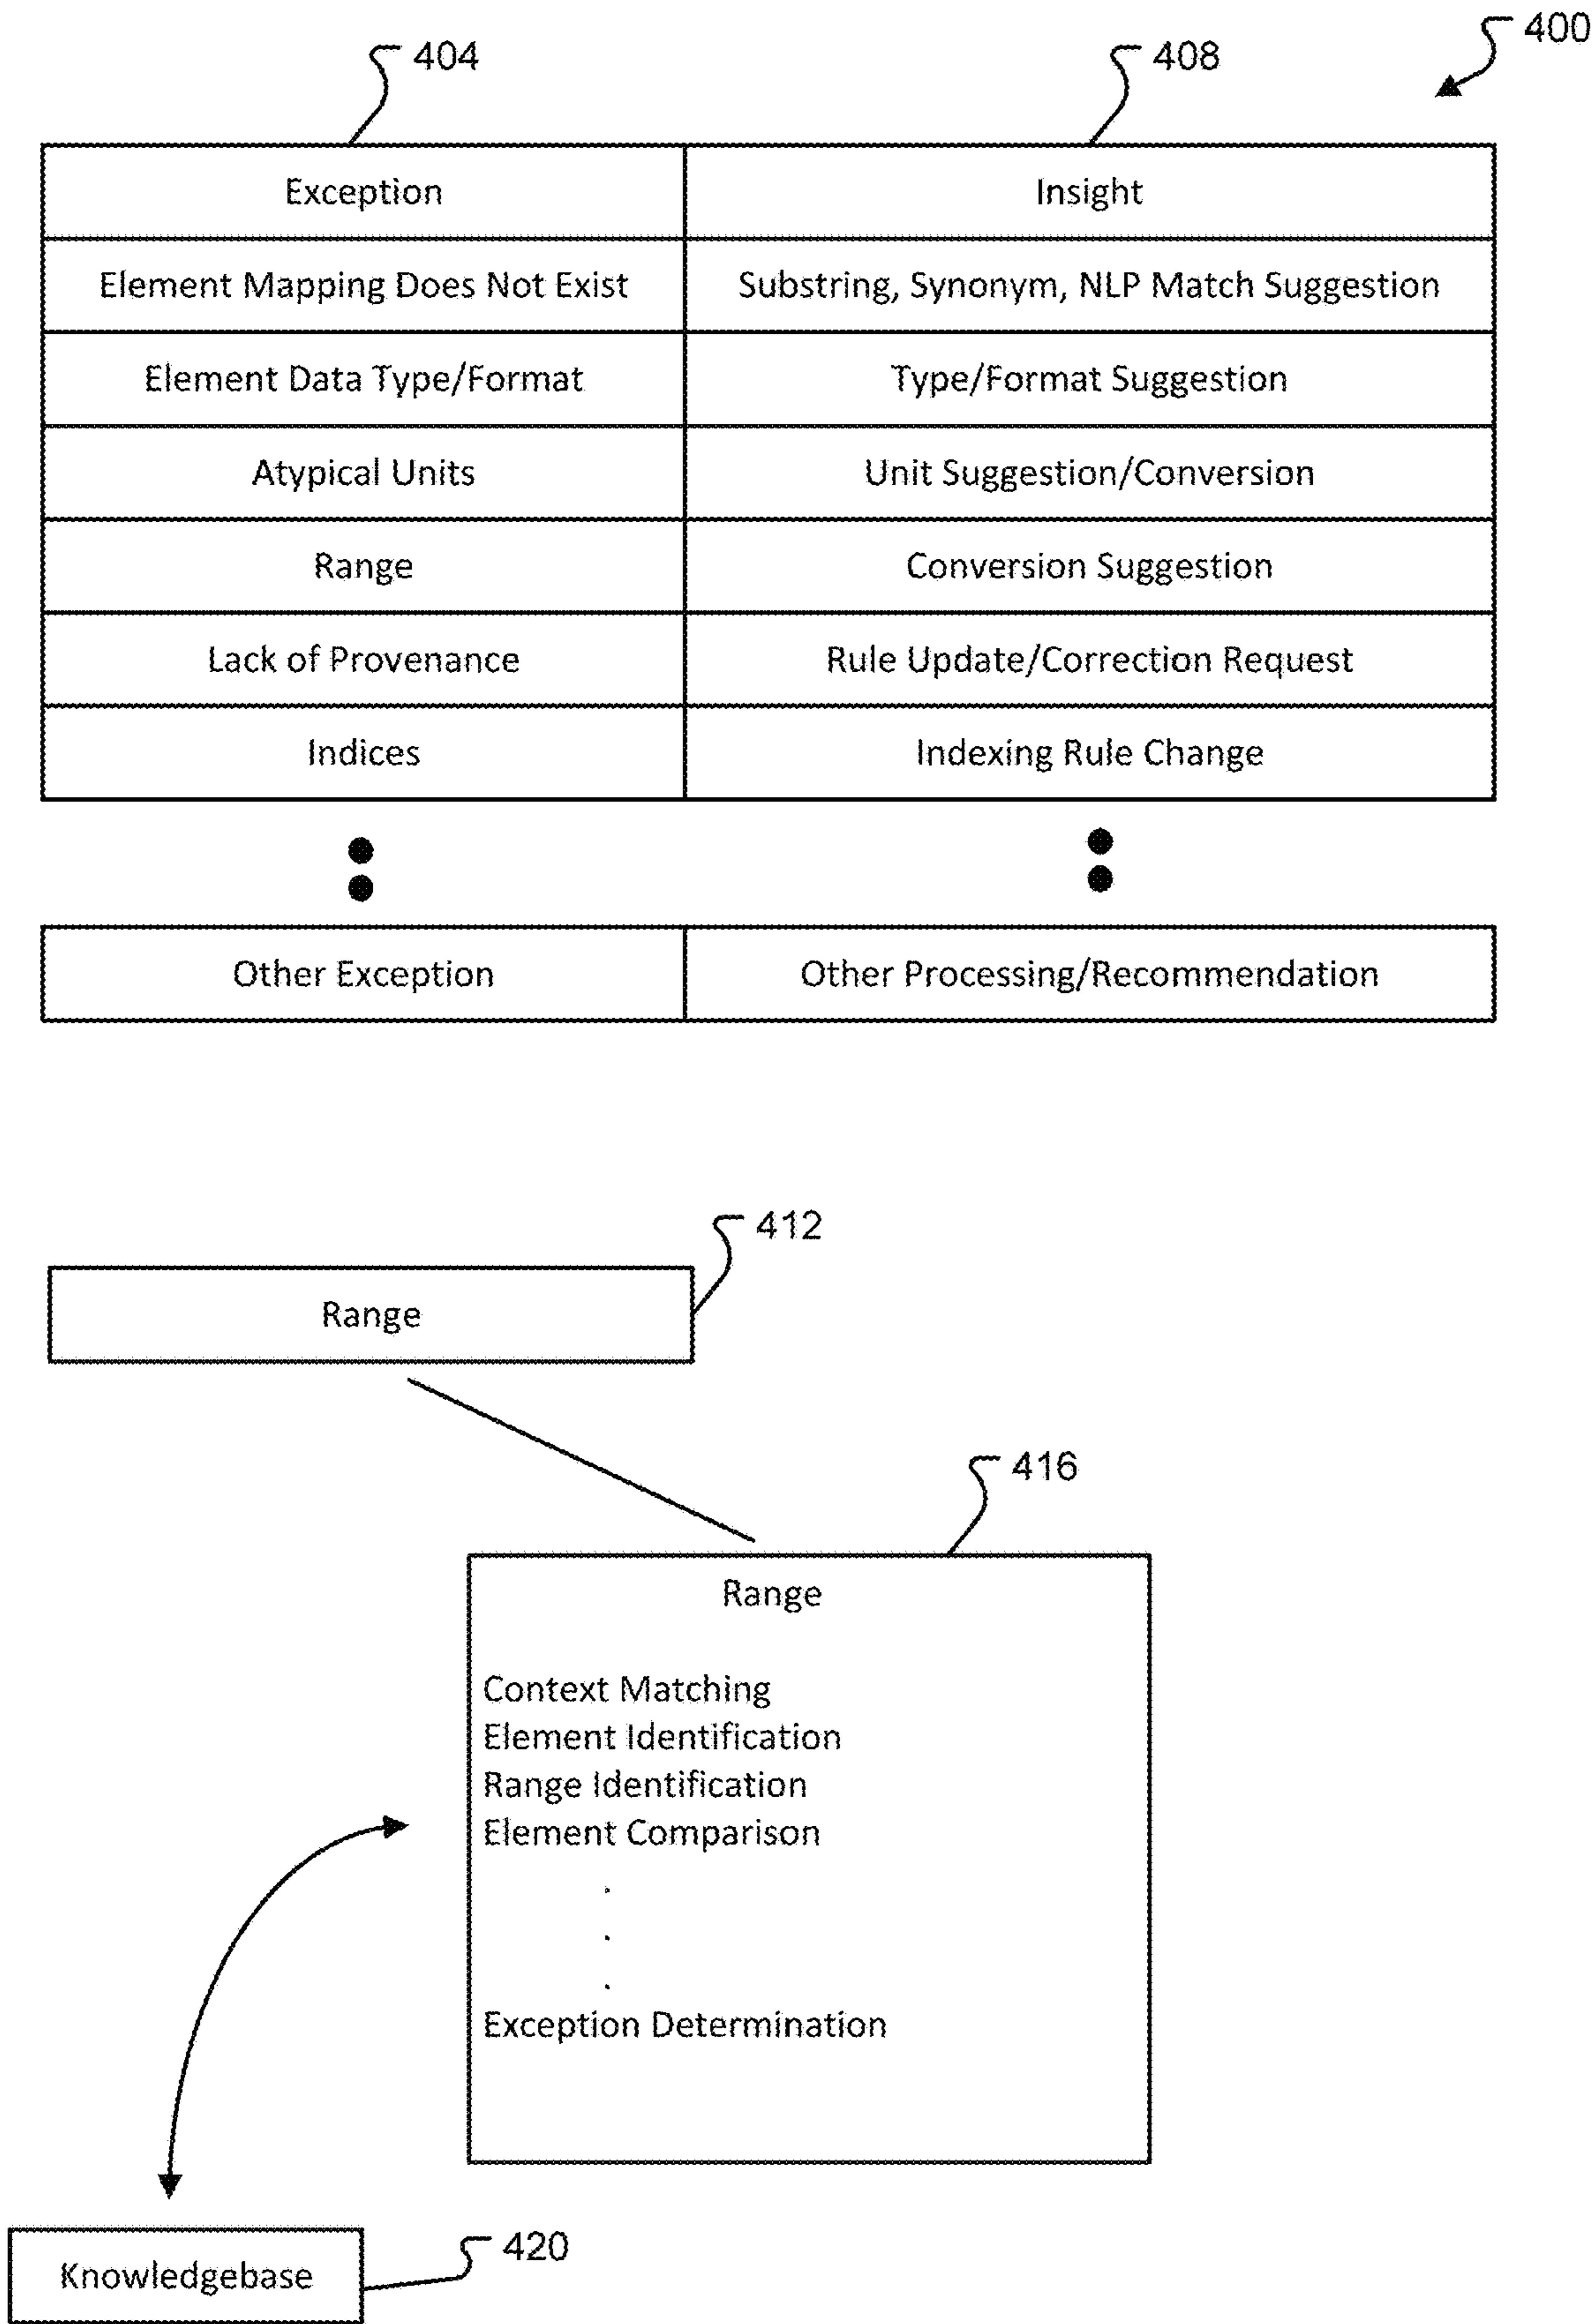 400
404
408
Exception Insight
Element Mapping Does Not Exist Substring, Synonym, NLP Match Suggestion
Element Data Type/Format Type/Format Suggestion
Atypical Units Unit Suggestion/Conversion
Range Conversion Suggestion
Lack of Provenance Rule Update/Correction Request
Indices Indexing Rule Change
Other Exception Other Processing/Recommendation
412
Range
416
Range
Context Matching
Element Identification
Range Identification
Element Comparison
.
.
.
Exception Determination
420
Knowledgebase